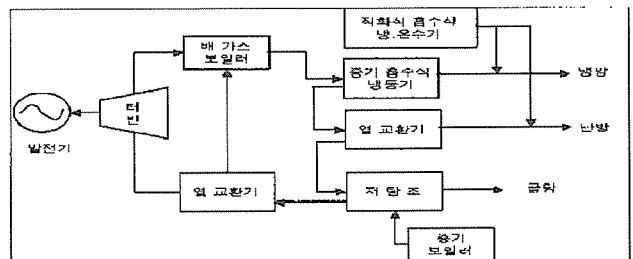 직화식 흡수식
냉.온수기
배 가스
보일러
증기 흡수식
냉동기
냉방
터
빈
발전기
열 교환기
난방
열 교환기
저 탕 조
급탕
증기
보일러